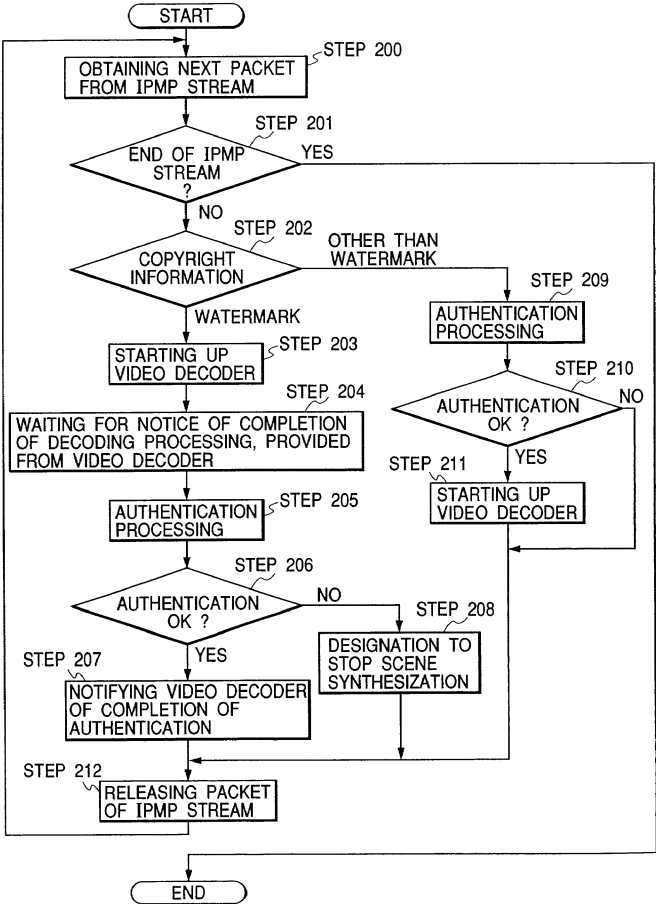 START
STEP 200
OBTAINING NEXT PACKET
FROM IPMP STREAM
STEP 201
END OF IPMP
STREAM
?
YES
NO
STEP 202
COPYRIGHT
INFORMATION
OTHER THAN
WATERMARK
WATERMARK
STEP 209
AUTHENTICATION
PROCESSING
STEP 203
STARTING UP
VIDEO DECODER
STEP 210
AUTHENTICATION
OK ?
NO
YES
STEP 204
WAITING FOR NOTICE OF COMPLETION
OF DECODING PROCESSING, PROVIDED
FROM VIDEO DECODER
STEP 211
STARTING UP
VIDEO DECODER
STEP 205
AUTHENTICATION
PROCESSING
STEP 206
AUTHENTICATION
OK ?
NO
YES
STEP 208
DESIGNATION TO
STOP SCENE
SYNTHESIZATION
STEP 207
NOTIFYING VIDEO DECODER
OF COMPLETION OF
AUTHENTICATION
STEP 212
RELEASING PACKET
OF IPMP STREAM
END